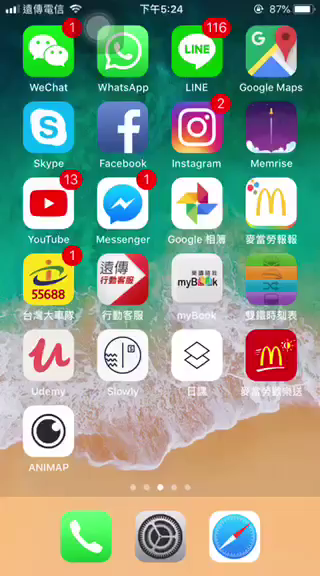 遠傳電信 下午5:24 87%
1 116
WeChat WhatsApp LINE Google Maps
2
Skype Facebook Instagram Memrise
13 1
YouTube Messenger Google 相簿 麥當勞報報
1
55688 遠傳 行動客服 myBook
台灣大車隊 行動客服 myBook 雙鐵時刻表
Udemy Slowly 日課 麥當勞歡樂送
ANIMAP